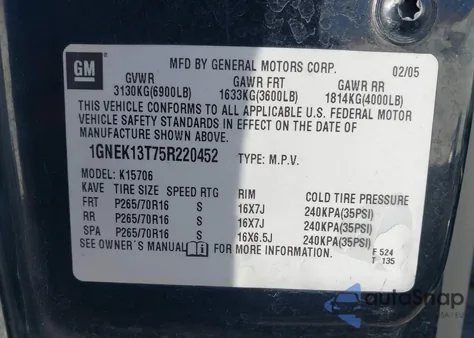 GM
MFD BY GENERAL MOTORS CORP. 02/05
GVWR GAWR FRT GAWR RR
3130KG(6900LB) 1633KG(3600LB) 1814KG(4000LB)
THIS VEHICLE CONFORMS TO ALL APPLICABLE U.S. FEDERAL MOTOR
VEHICLE SAFETY STANDARDS IN EFFECT ON THE DATE OF
MANUFACTURE SHOWN ABOVE.
1GNEK13T75R220452 TYPE: M.P.V.
MODEL: K15706
KAVE TIRE SIZE SPEED RTG RIM COLD TIRE PRESSURE
FRT P265/70R16 S 16X7J 240KPA(35PSI)
RR P265/70R16 S 16X7J 240KPA(35PSI)
SPA P265/70R16 S 16X6.5J 240KPA(35PSI)
SEE OWNER'S MANUAL FOR MORE INFORMATION.
F 524
T 135
autoSnap